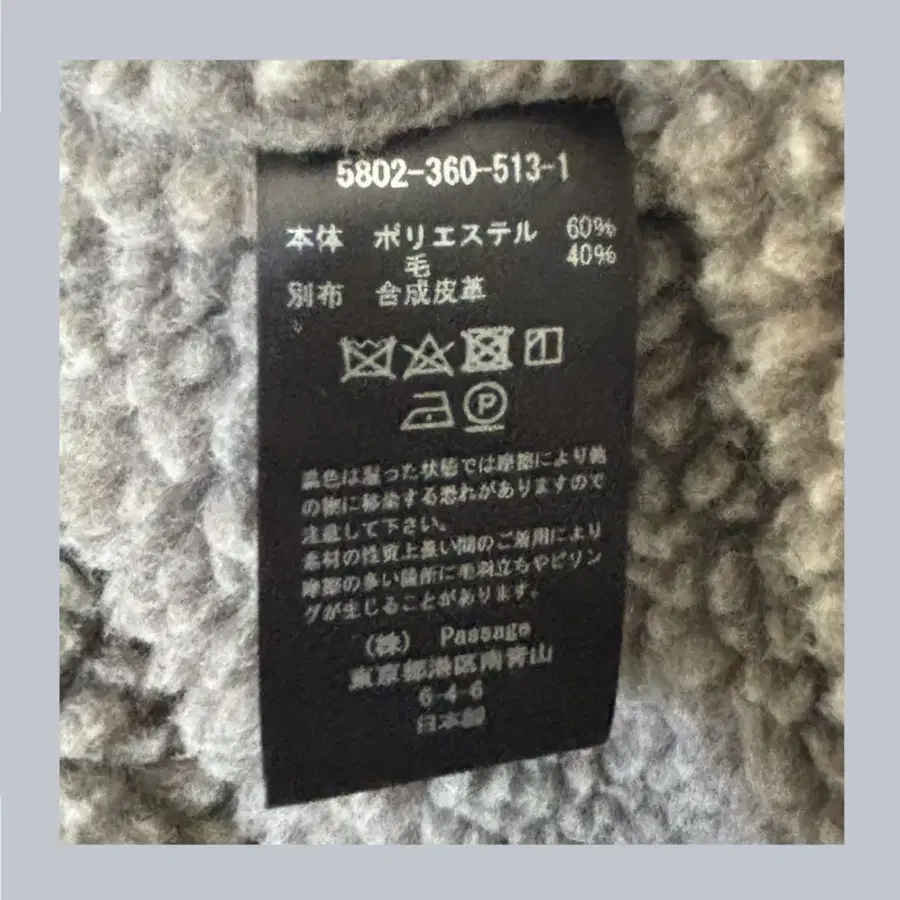 5802-360-513-1
本体 ポリエステル 60%
毛 40%
別布 合成皮革
P
濃色は湿った状態では摩擦により他
の物に移染する恐れがありますので
注意して下さい。
素材の性質上長い間のご着用により
摩擦の多い箇所に毛羽立ちやピリン
グが生じることがあります。
(株) Passage
東京都港区南青山
6-4-6
日本製